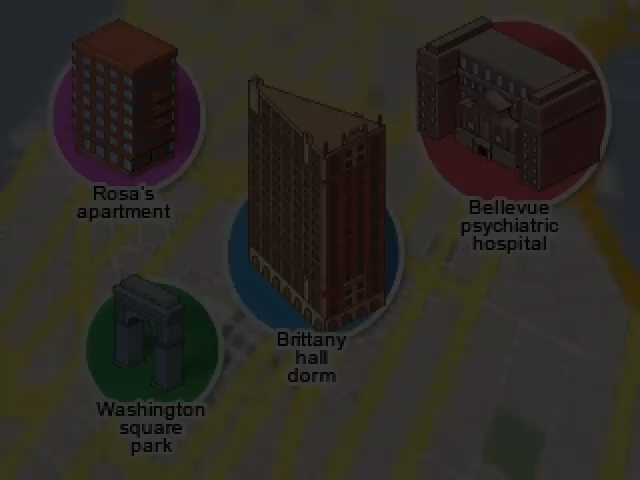 Rosa's
apartment
Bellevue
psychiatric
hospital
Brittany
hall
dorm
Washington
square
park